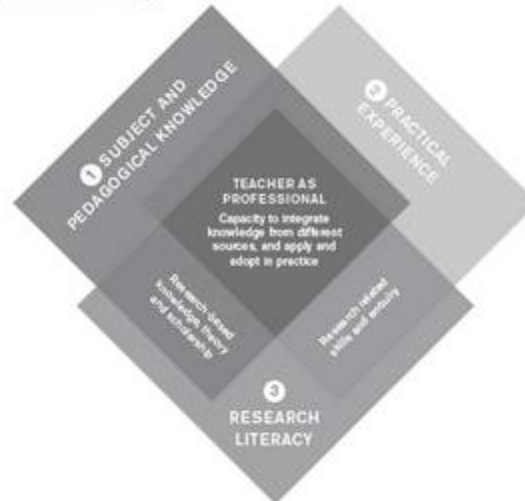 1 SUBJECT AND
PEDAGOGICAL KNOWLEDGE
2 PRACTICAL
EXPERIENCE
TEACHER AS
PROFESSIONAL
Capacity to integrate
knowledge from different
sources, and apply and
adopt in practice
Research-based
knowledge, theory
and scholarship
Research related
skills and
3
RESEARCH
LITERACY